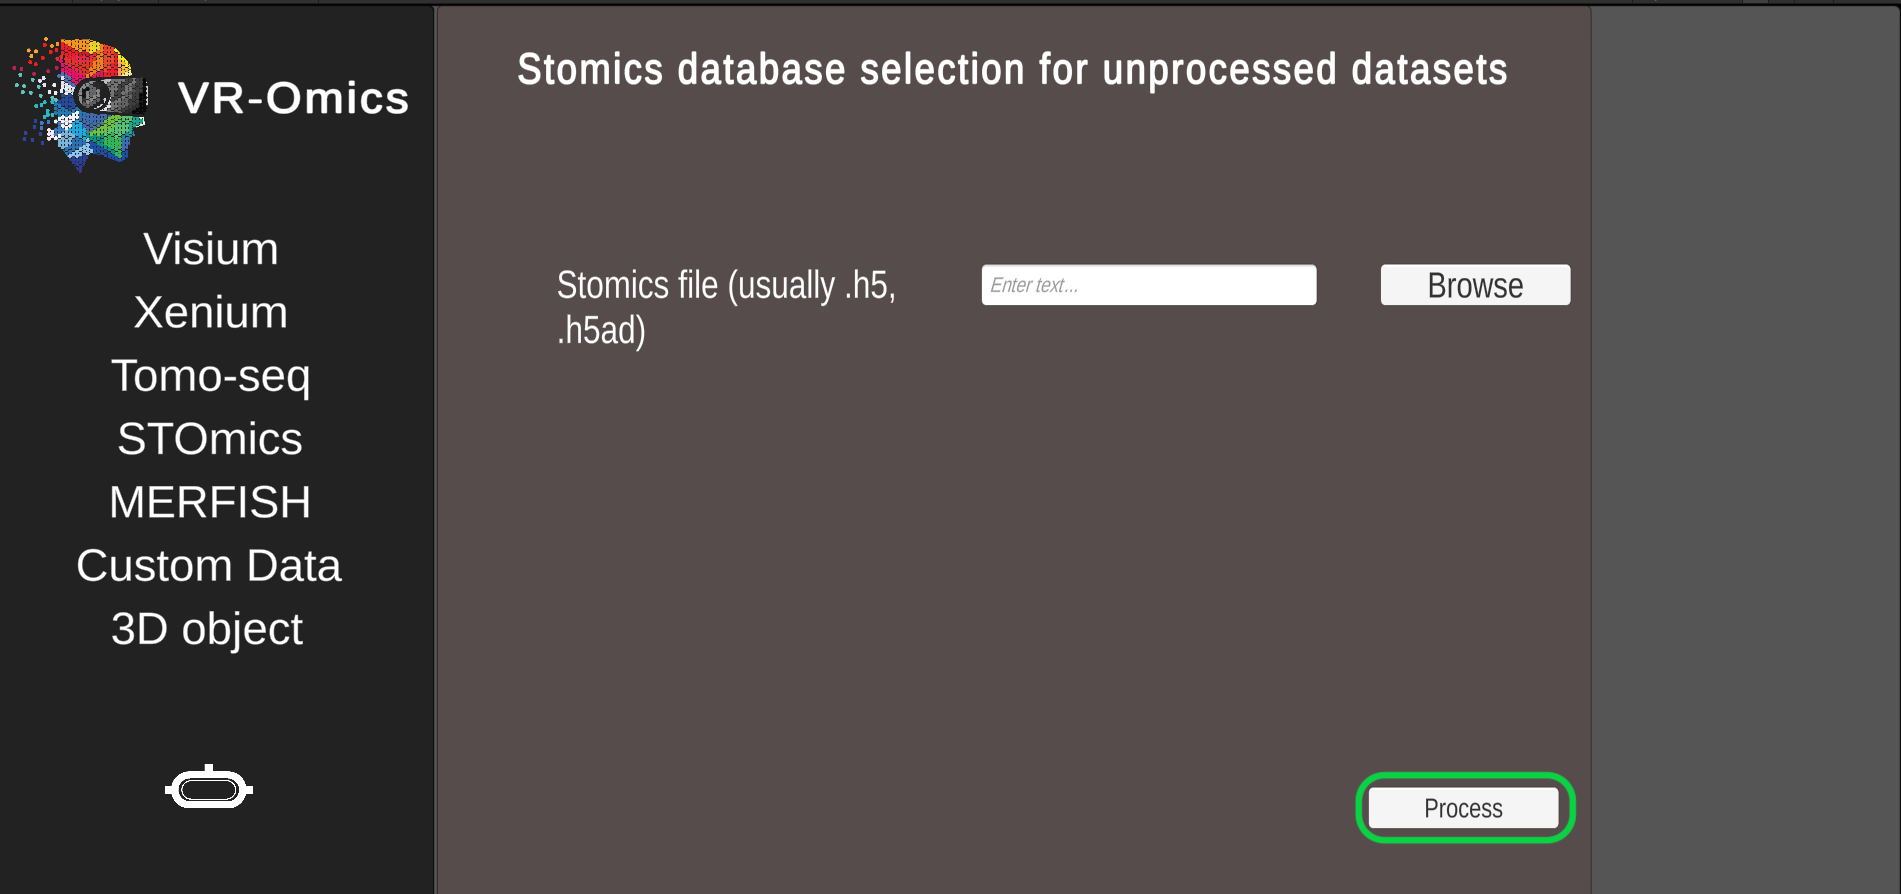 VR-Omics
Visium
Xenium
Tomo-seq
STOmics
MERFISH
Custom Data
3D object
Stomics database selection for unprocessed datasets
Stomics file (usually .h5,
.h5ad)
Enter text...
Browse
Process